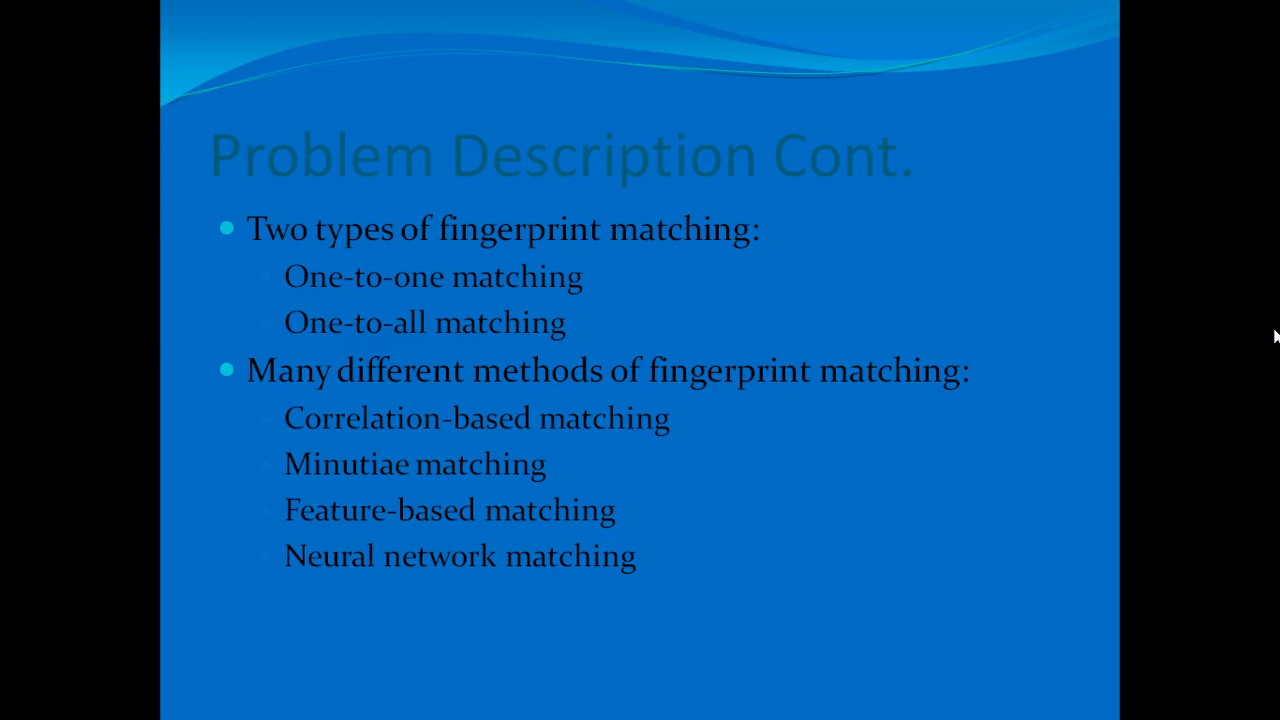 Problem Description Cont.
Two types of fingerprint matching:
One-to-one matching
One-to-all matching
Many different methods of fingerprint matching:
Correlation-based matching
Minutiae matching
Feature-based matching
Neural network matching